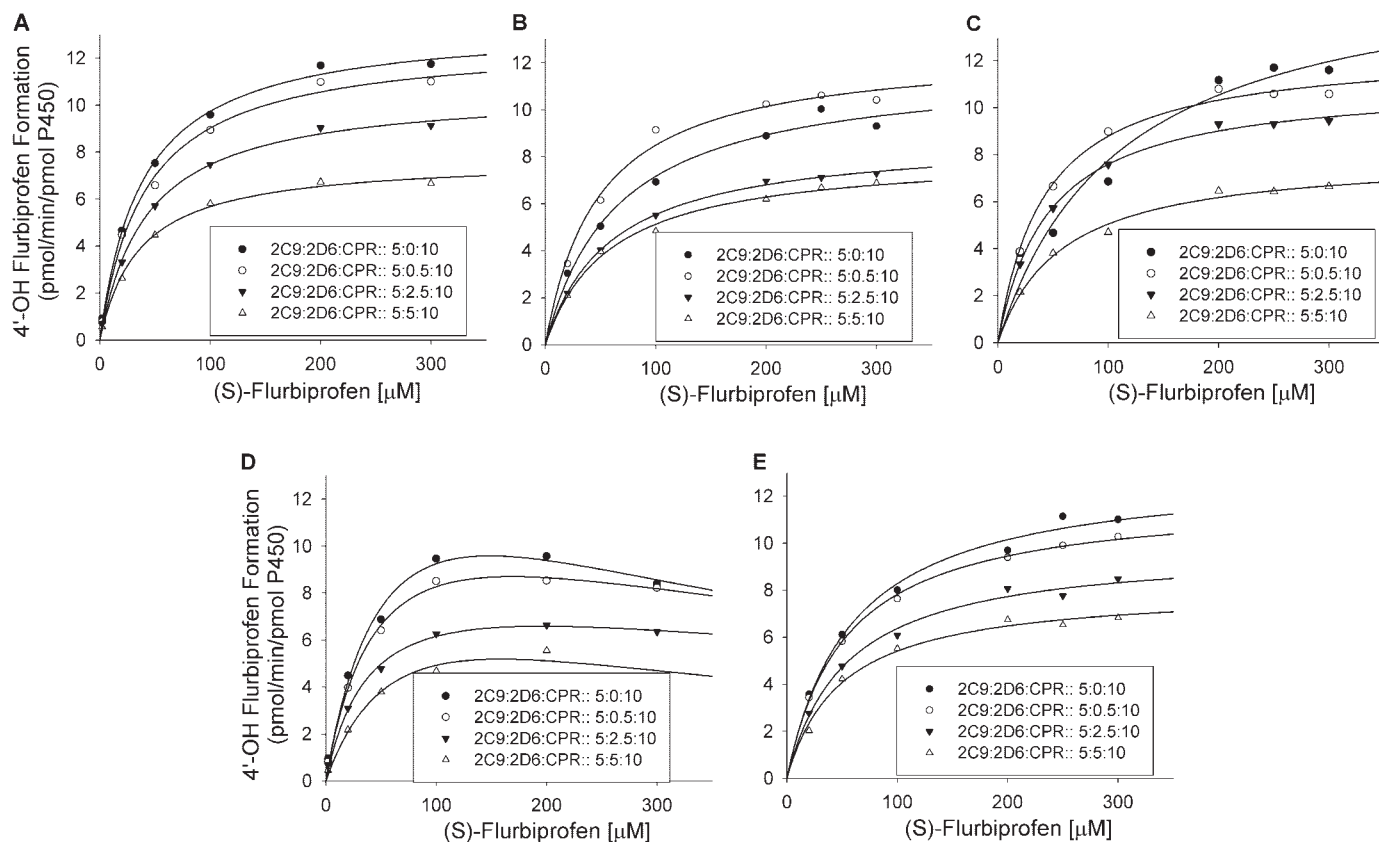 A
4'-OH Flurbiprofen Formation
(pmol/min/pmol P450)
12
10
8
6
4
2
0
2C9:2D6:CPR:: 5:0:10
2C9:2D6:CPR:: 5:0.5:10
2C9:2D6:CPR:: 5:2.5:10
2C9:2D6:CPR:: 5:5:10
0 100 200 300
(S)-Flurbiprofen [μM]
B
12
10
8
6
4
2
0
2C9:2D6:CPR:: 5:0:10
2C9:2D6:CPR:: 5:0.5:10
2C9:2D6:CPR:: 5:2.5:10
2C9:2D6:CPR:: 5:5:10
0 100 200 300
(S)-Flurbiprofen [μM]
C
12
10
8
6
4
2
0
2C9:2D6:CPR:: 5:0:10
2C9:2D6:CPR:: 5:0.5:10
2C9:2D6:CPR:: 5:2.5:10
2C9:2D6:CPR:: 5:5:10
0 100 200 300
(S)-Flurbiprofen [μM]
D
4'-OH Flurbiprofen Formation
(pmol/min/pmol P450)
12
10
8
6
4
2
0
2C9:2D6:CPR:: 5:0:10
2C9:2D6:CPR:: 5:0.5:10
2C9:2D6:CPR:: 5:2.5:10
2C9:2D6:CPR:: 5:5:10
0 100 200 300
(S)-Flurbiprofen [μM]
E
12
10
8
6
4
2
0
2C9:2D6:CPR:: 5:0:10
2C9:2D6:CPR:: 5:0.5:10
2C9:2D6:CPR:: 5:2.5:10
2C9:2D6:CPR:: 5:5:10
0 100 200 300
(S)-Flurbiprofen [μM]